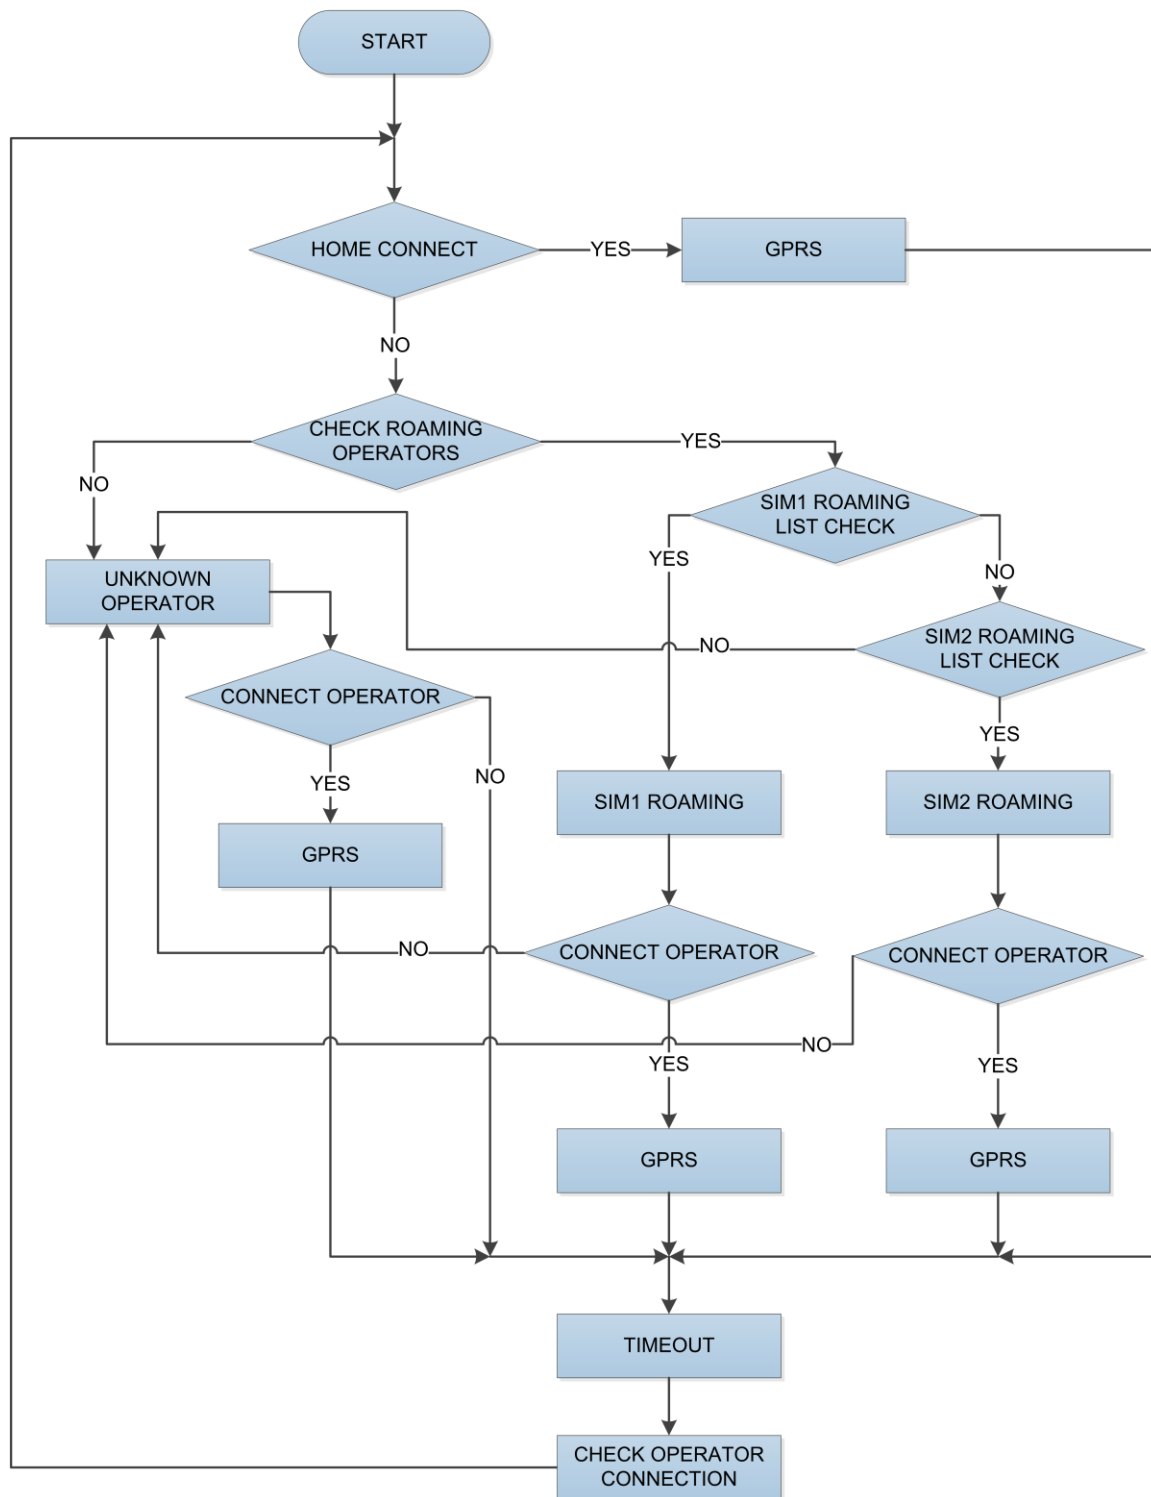 START
HOME CONNECT
YES
GPRS
NO
CHECK ROAMING
OPERATORS
YES
NO
SIM1 ROAMING
LIST CHECK
YES
NO
UNKNOWN
OPERATOR
SIM2 ROAMING
LIST CHECK
NO
CONNECT OPERATOR
YES
NO
YES
SIM1 ROAMING
SIM2 ROAMING
GPRS
CONNECT OPERATOR
NO
CONNECT OPERATOR
NO
YES
YES
GPRS
GPRS
TIMEOUT
CHECK OPERATOR
CONNECTION